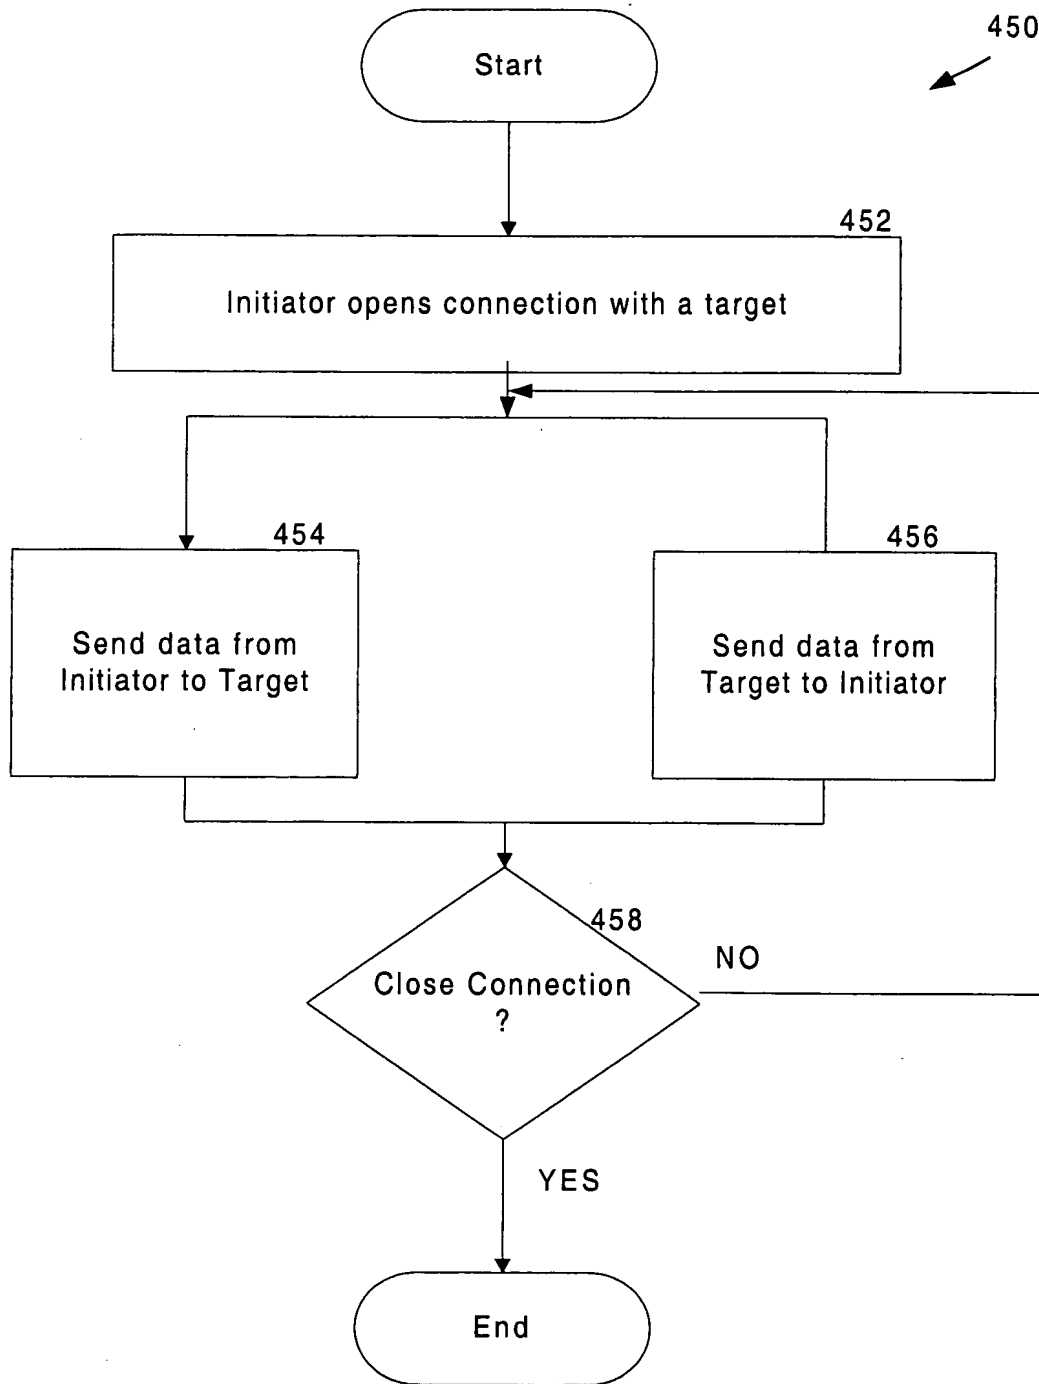 450
Start
452
Initiator opens connection with a target
454
456
Send data from
Initiator to Target
Send data from
Target to Initiator
458
Close Connection
?
NO
YES
End